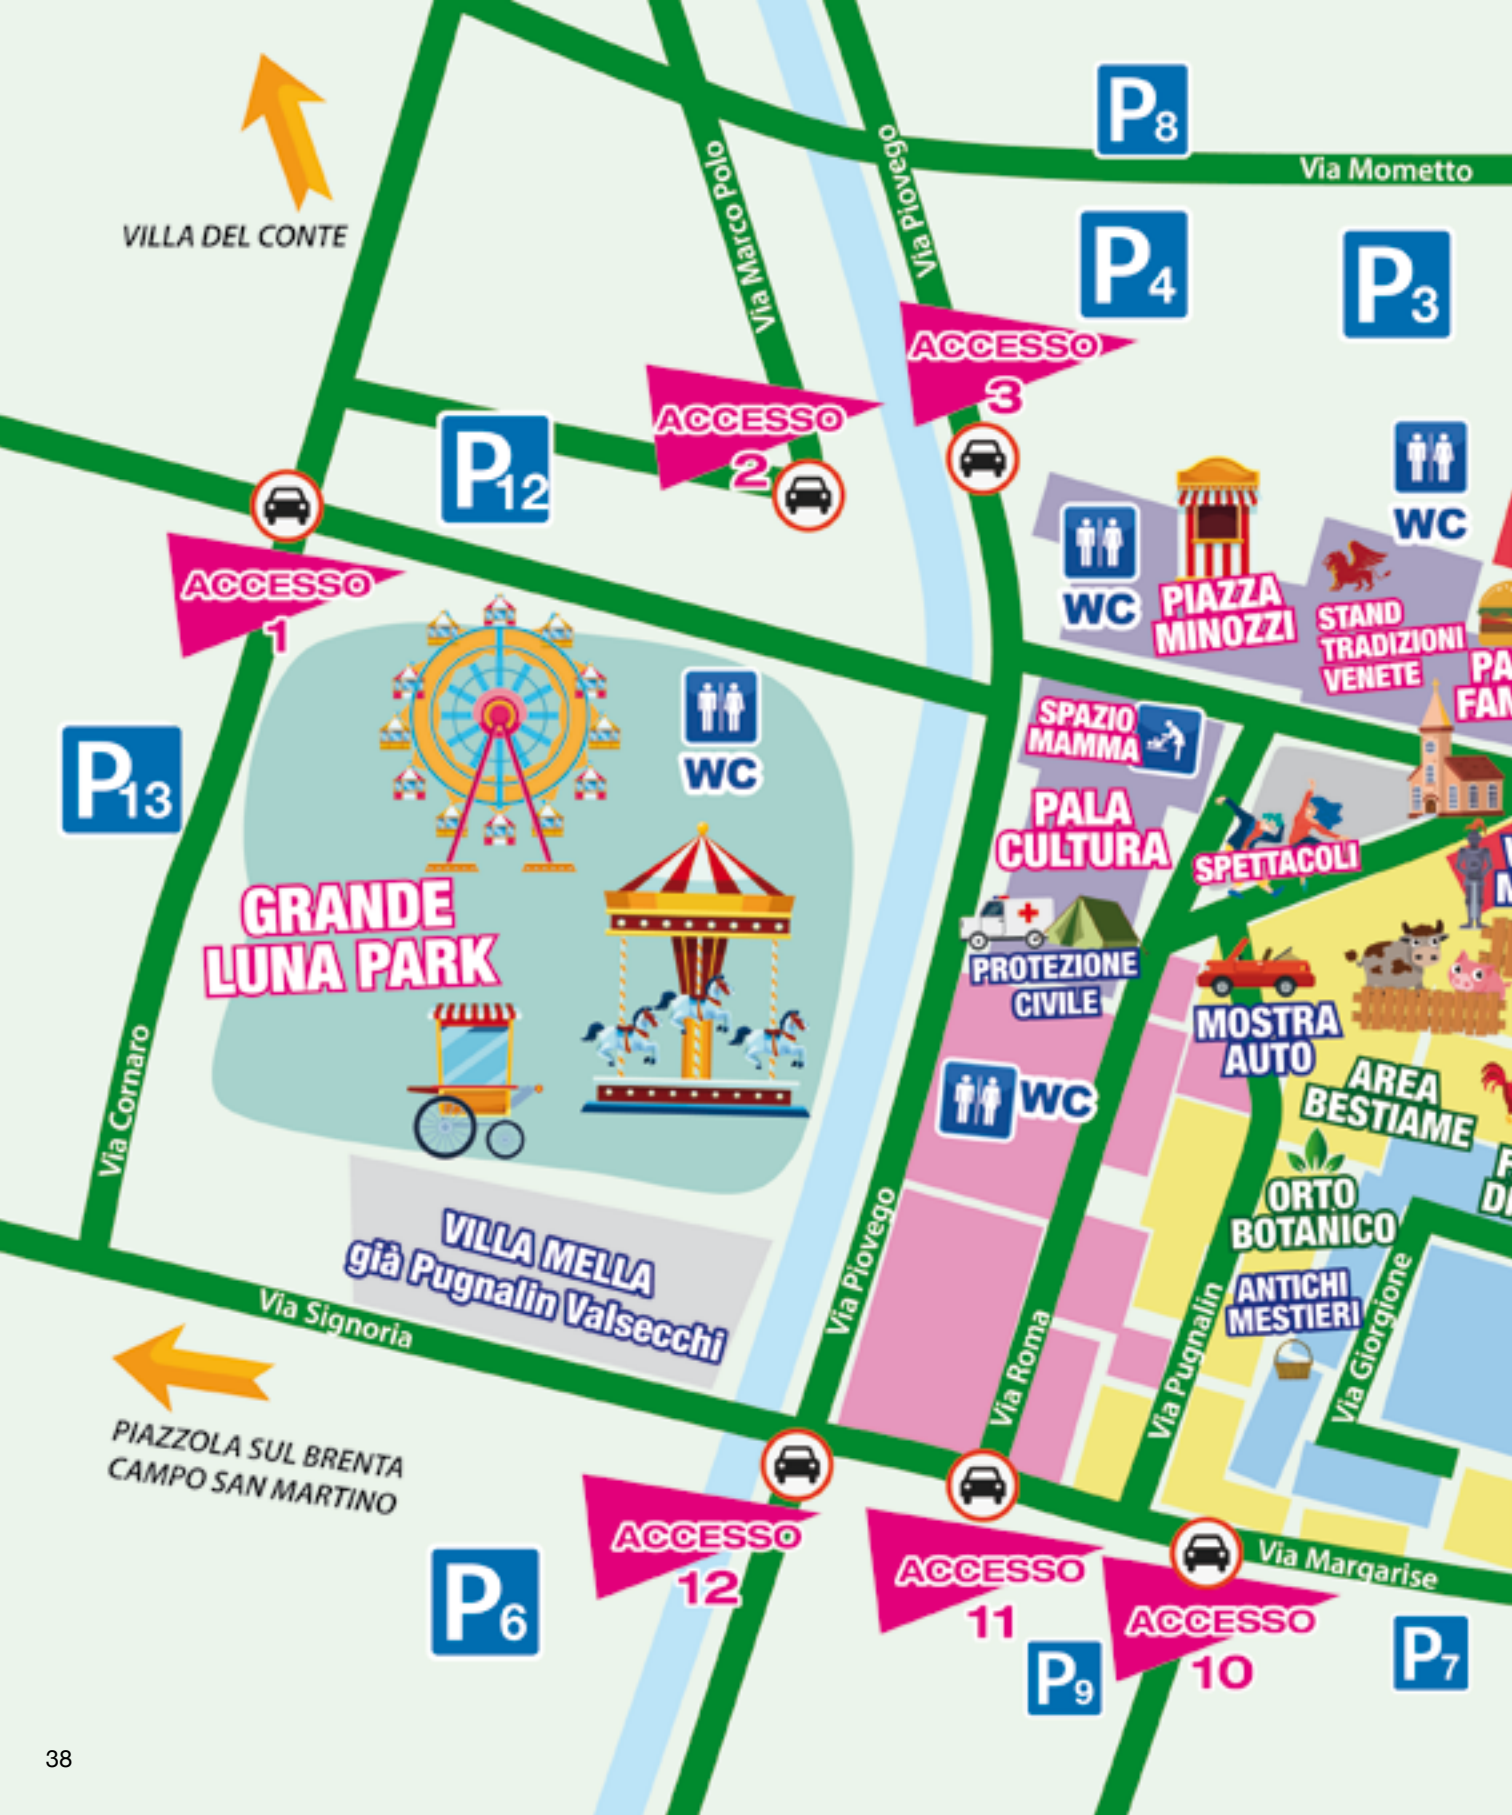 P8
Via Mometto
Via Marco Polo
Via Piovego
VILLA DEL CONTE
P4
P3
ACCESSO
3
ACCESSO
2
P12
ACCESSO
1
WC
WC
PIAZZA
MINOZZI
STAND
TRADIZIONI
VENETE
PA
FAN
SPAZIO
MAMMA
WC
P13
PALA
CULTURA
SPETTACOLI
GRANDE
LUNA PARK
PROTEZIONE
CIVILE
MOSTRA
AUTO
WC
AREA
BESTIAME
Via Cornaro
ORTO
BOTANICO
DI
ANTICHI
MESTIERI
VILLA MELLA
già Pugnalin Valsecchi
Via Piovego
Via Roma
Via Pugnalin
Via Giorgione
Via Signoria
PIAZZOLA SUL BRENTA
CAMPO SAN MARTINO
ACCESSO
12
ACCESSO
11
Via Margarise
ACCESSO
10
P6
P9
P7
38